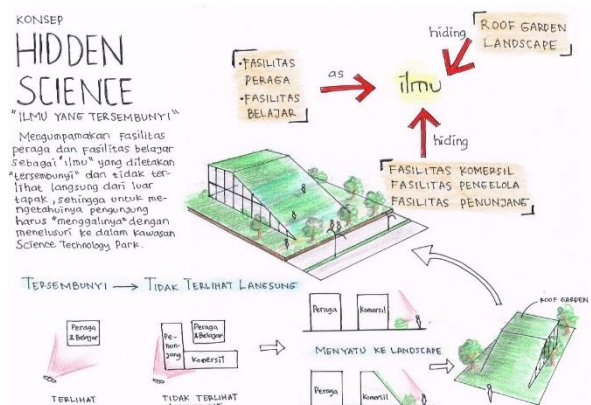 KONSEP
HIDDEN
SCIENCE
"ILMU YANG TERSEMBUNYI"
Mengumpamakan Fasilitas
peraga dan Fasilitas belajar
sebagai "ilmu" yang diletakan
"tersembunyi" dan tidak ter-
lihat langsung dari luar
tapak, sehingga untuk me-
ngetahuinya pengunjung
harus "menggalinya" dengan
menelusuri ke dalam kawasan
Science Technology Park.
• FASILITAS
PERAGA
• FASILITAS
BELAJAR
as
ilmu
hiding
ROOF GARDEN
LANDSCAPE
hiding
FASILITAS KOMERSIL
FASILITAS PENGELOLA
FASILITAS PENUNJANG
TERSEMBUNYI → TIDAK TERLIHAT LANGSUNG
Peraga
& Belajar
TERLIHAT
Pe-
nun-
jang
Peraga
& Belajar
Komersil
TIDAK TERLIHAT
Peraga
Komersil
MENYATU KE LANDSCAPE
Peraga
Komersil
ROOF GARDEN